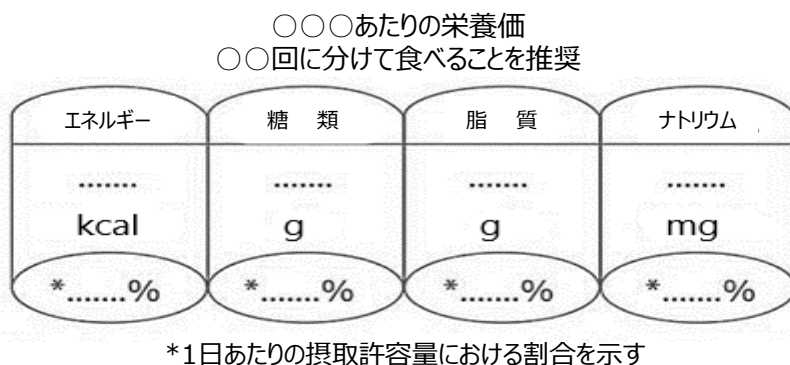 ○○○あたりの栄養価
○○回に分けて食べることを推奨
エネルギー 糖 類 脂 質 ナトリウム
....... ....... ....... .......
kcal g g mg
*.......% *.......% *.......% *.......%
*1日あたりの摂取許容量における割合を示す